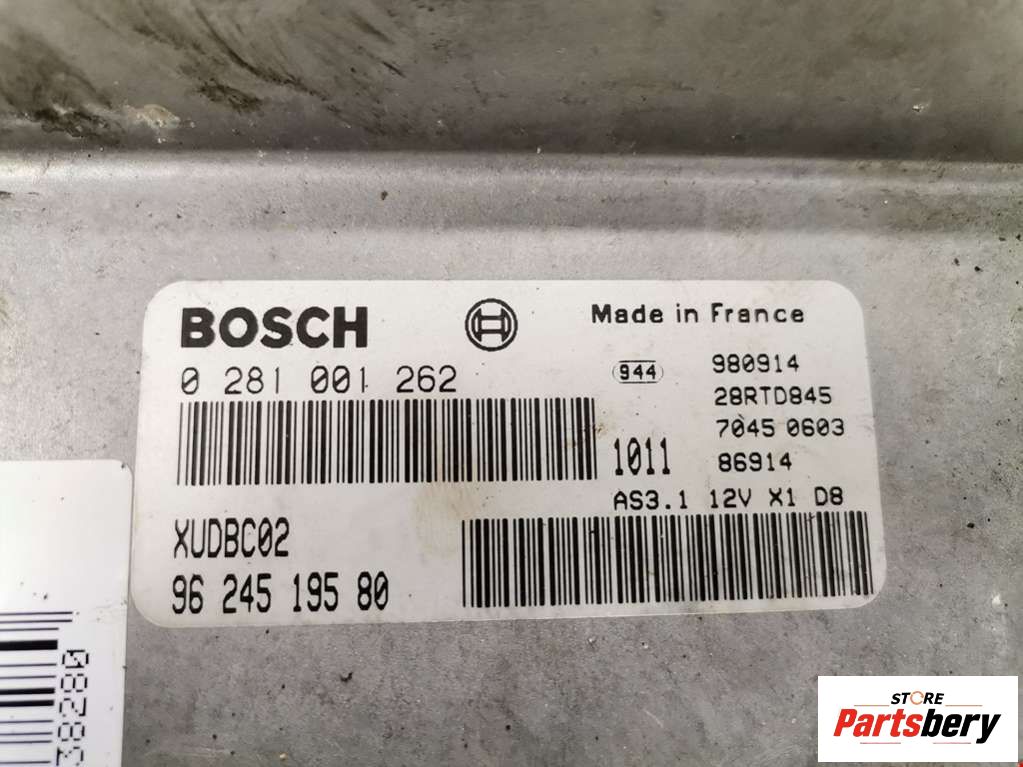 BOSCH
Made in France
0 281 001 262
944
980914
28RTD845
7045 0603
1011
86914
AS3.1 12V X1 D8
XUDBC02
96 245 195 80
38280
STORE
Partsbery